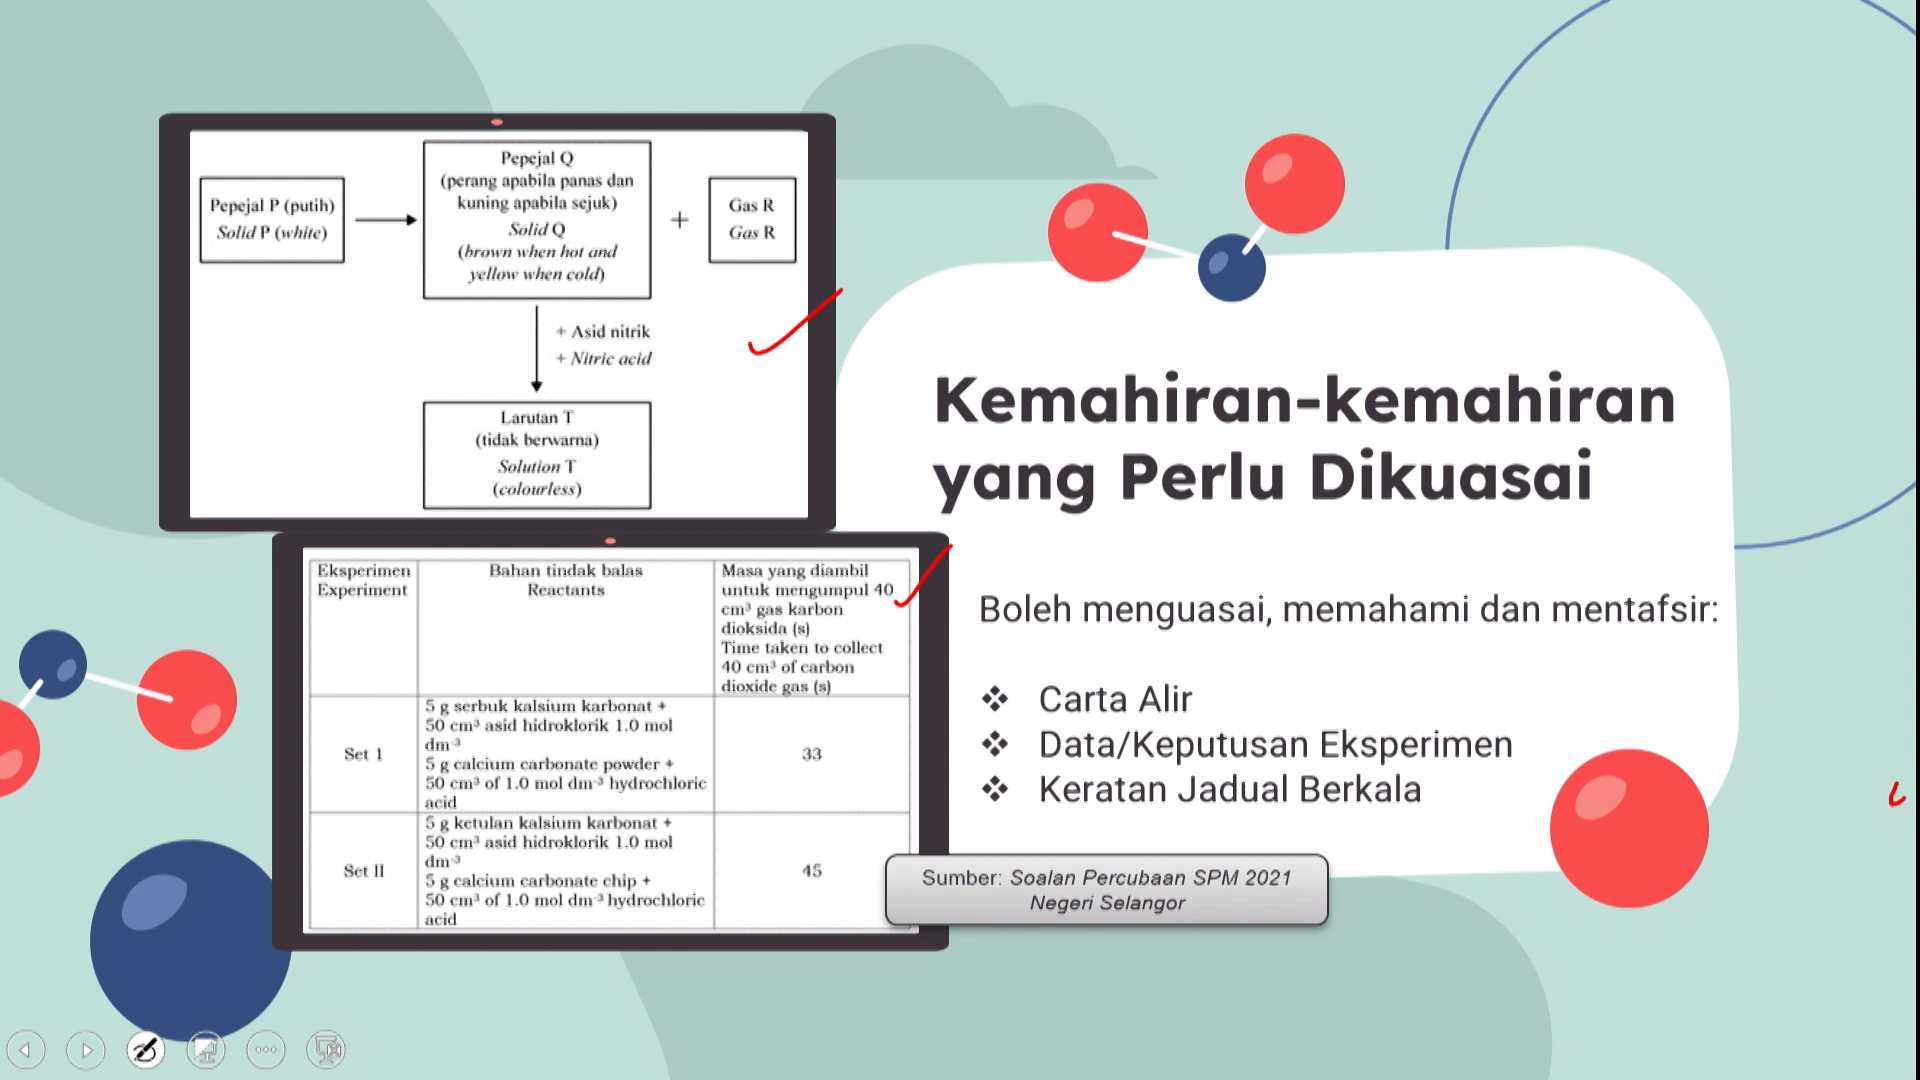 Pepejal P (putih)
Solid P (white)
Pepejal Q
(perang apabila panas dan
kuning apabila sejuk)
Solid Q
(brown when hot and
yellow when cold)
+
Gas R
Gas R
+ Asid nitrik
+ Nitric acid
Larutan T
(tidak berwarna)
Solution T
(colourless)
Eksperimen
Experiment
Bahan tindak balas
Reactants
Masa yang diambil
untuk mengumpul 40
cm³ gas karbon
dioksida (s)
Time taken to collect
40 cm³ of carbon
dioxide gas (s)
Set 1
5 g serbuk kalsium karbonat +
50 cm³ asid hidroklorik 1.0 mol
dm⁻³
5 g calcium carbonate powder +
50 cm³ of 1.0 mol dm⁻³ hydrochloric
acid
33
Set II
5 g ketulan kalsium karbonat +
50 cm³ asid hidroklorik 1.0 mol
dm⁻³
5 g calcium carbonate chip +
50 cm³ of 1.0 mol dm⁻³ hydrochloric
acid
45
Kemahiran-kemahiran
yang Perlu Dikuasai
Boleh menguasai, memahami dan mentafsir:
❖ Carta Alir
❖ Data/Keputusan Eksperimen
❖ Keratan Jadual Berkala
Sumber: Soalan Percubaan SPM 2021
Negeri Selangor